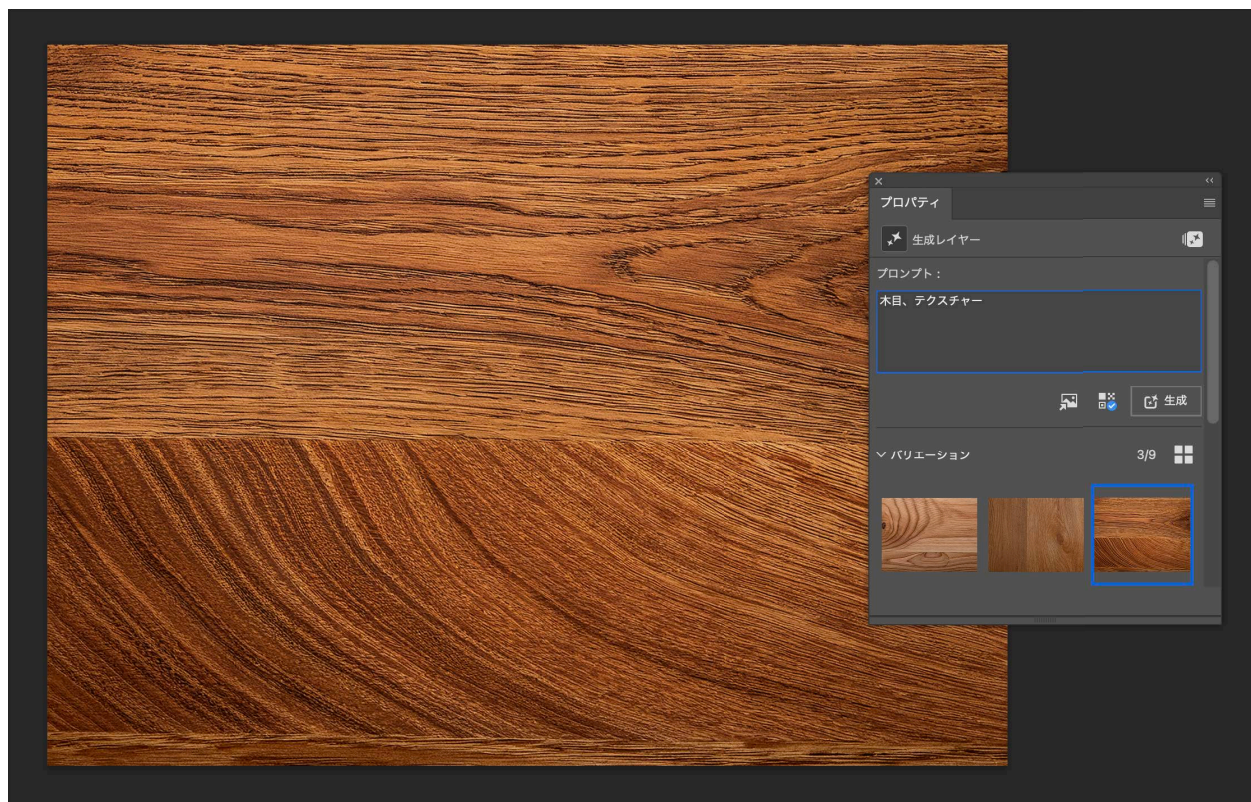 プロパティ
生成レイヤー
プロンプト：
木目、テクスチャー
生成
バリエーション
3/9